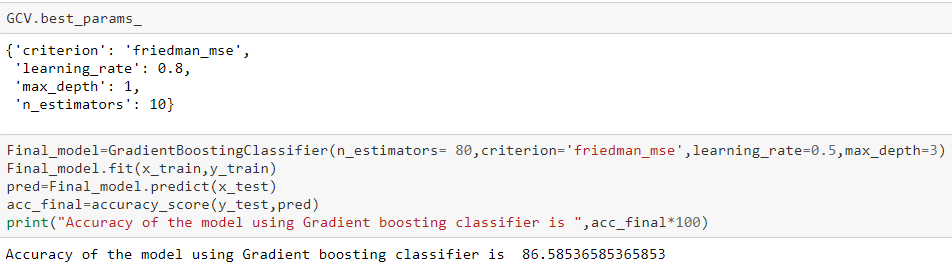 GCV.best_params_
{'criterion': 'friedman_mse',
 'learning_rate': 0.8,
 'max_depth': 1,
 'n_estimators': 10}
Final_model=GradientBoostingClassifier(n_estimators= 80,criterion='friedman_mse',learning_rate=0.5,max_depth=3)
Final_model.fit(x_train,y_train)
pred=Final_model.predict(x_test)
acc_final=accuracy_score(y_test,pred)
print("Accuracy of the model using Gradient boosting classifier is ",acc_final*100)
Accuracy of the model using Gradient boosting classifier is  86.58536585365853